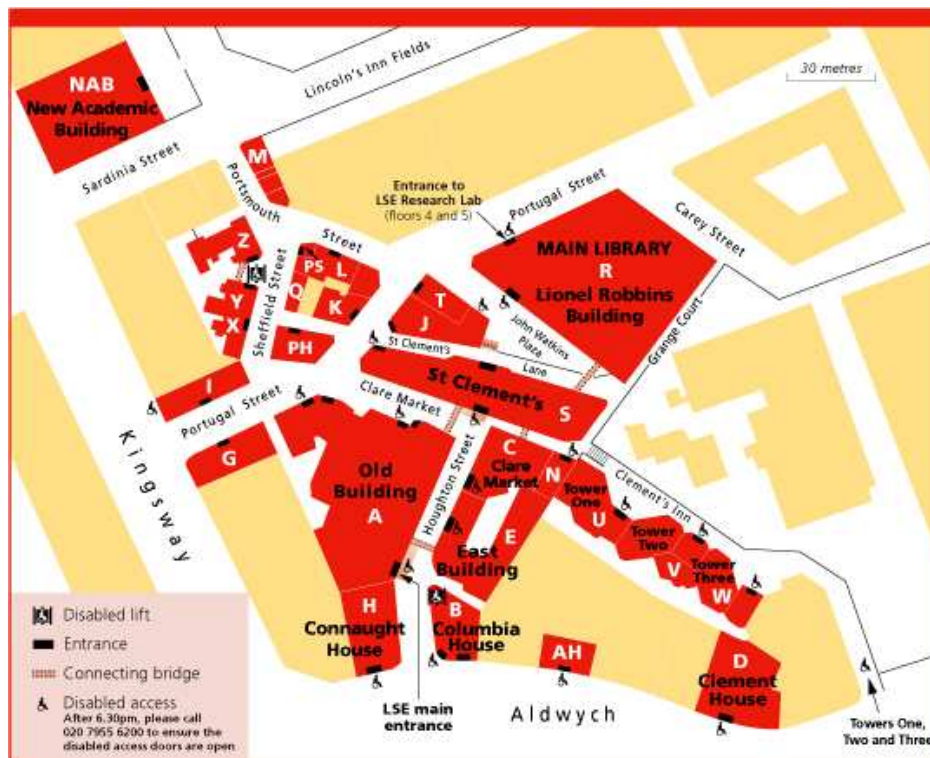 NAB
New Academic
Building
Lincoln's Inn Fields
30 metres
Sardinia Street
M
Portsmouth
Street
Entrance to
LSE Research Lab
(floors 4 and 5)
Portugal Street
Carey Street
Z
PS
L
Q
K
Y
X
Sheffield Street
PH
MAIN LIBRARY
R
Lionel Robbins
Building
T
J
John Watkins
Plaza
Grange Court
St Clement's
Lane
I
Portugal Street
Clare Market
St Clement's
S
G
Kingsway
Old
Building
A
Houghton Street
C
Clare
Market
N
E
East
Building
Tower
One
U
Clement's Inn
Tower
Two
V
Tower
Three
W
H
Connaught
House
B
Columbia
House
AH
D
Clement
House
LSE main
entrance
Aldwych
Towers One,
Two and Three
Disabled lift
Entrance
Connecting bridge
Disabled access
After 6.30pm, please call
020 7955 6200 to ensure the
disabled access doors are open